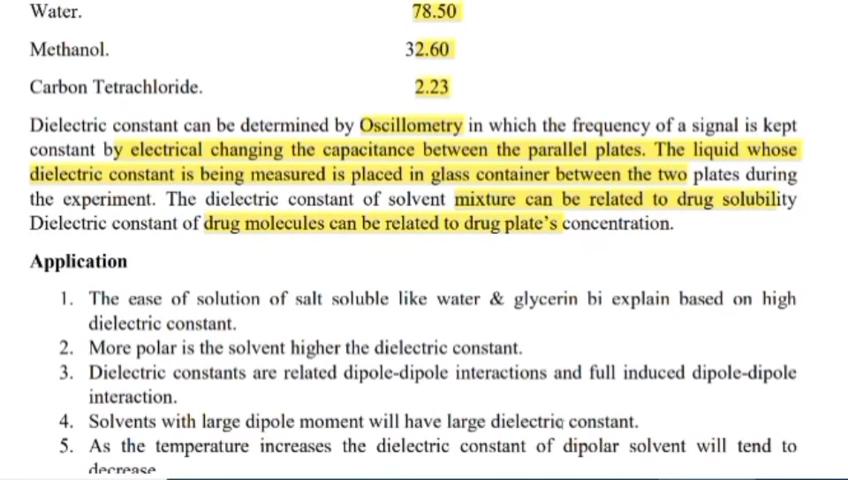 Water. 78.50
Methanol. 32.60
Carbon Tetrachloride. 2.23
Dielectric constant can be determined by Oscillometry in which the frequency of a signal is kept
constant by electrical changing the capacitance between the parallel plates. The liquid whose
dielectric constant is being measured is placed in glass container between the two plates during
the experiment. The dielectric constant of solvent mixture can be related to drug solubility
Dielectric constant of drug molecules can be related to drug plate's concentration.
Application
1. The ease of solution of salt soluble like water & glycerin bi explain based on high
dielectric constant.
2. More polar is the solvent higher the dielectric constant.
3. Dielectric constants are related dipole-dipole interactions and full induced dipole-dipole
interaction.
4. Solvents with large dipole moment will have large dielectric constant.
5. As the temperature increases the dielectric constant of dipolar solvent will tend to
decrease